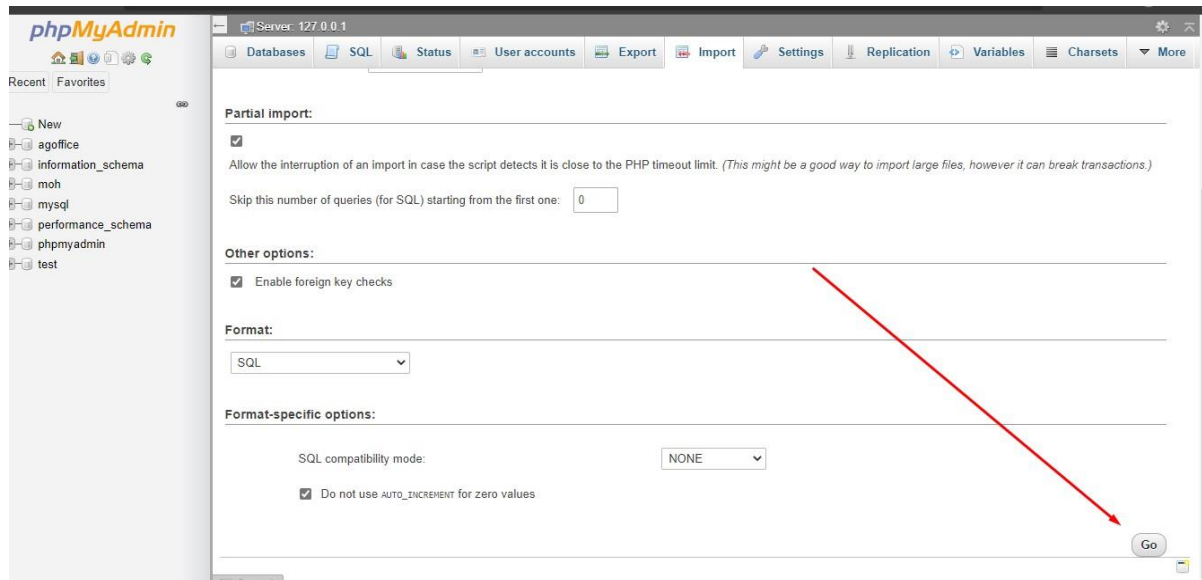 phpMyAdmin
Recent Favorites
New
agoffice
information_schema
moh
mysql
performance_schema
phpmyadmin
test
Server: 127.0.0.1
Databases SQL Status User accounts Export Import Settings Replication Variables Charsets More
Partial import:
Allow the interruption of an import in case the script detects it is close to the PHP timeout limit. (This might be a good way to import large files, however it can break transactions.)
Skip this number of queries (for SQL) starting from the first one: 0
Other options:
Enable foreign key checks
Format:
SQL
Format-specific options:
SQL compatibility mode: NONE
Do not use AUTO_INCREMENT for zero values
Go